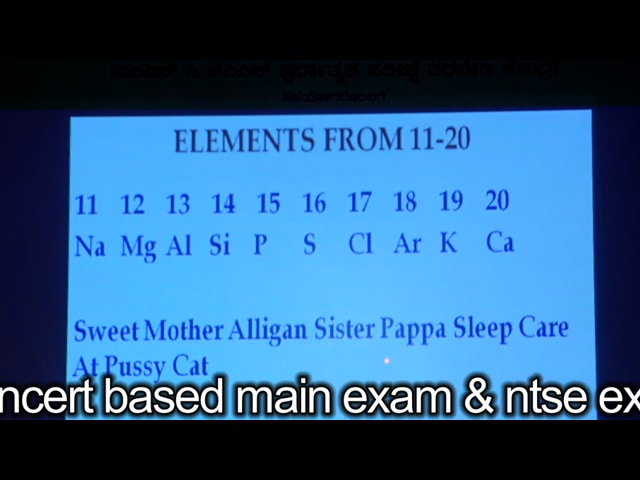 ELEMENTS FROM 11-20
11 12 13 14 15 16 17 18 19 20
Na Mg Al Si P S Cl Ar K Ca
Sweet Mother Alligan Sister Pappa Sleep Care
At Pussy Cat
ncert based main exam & ntse ex